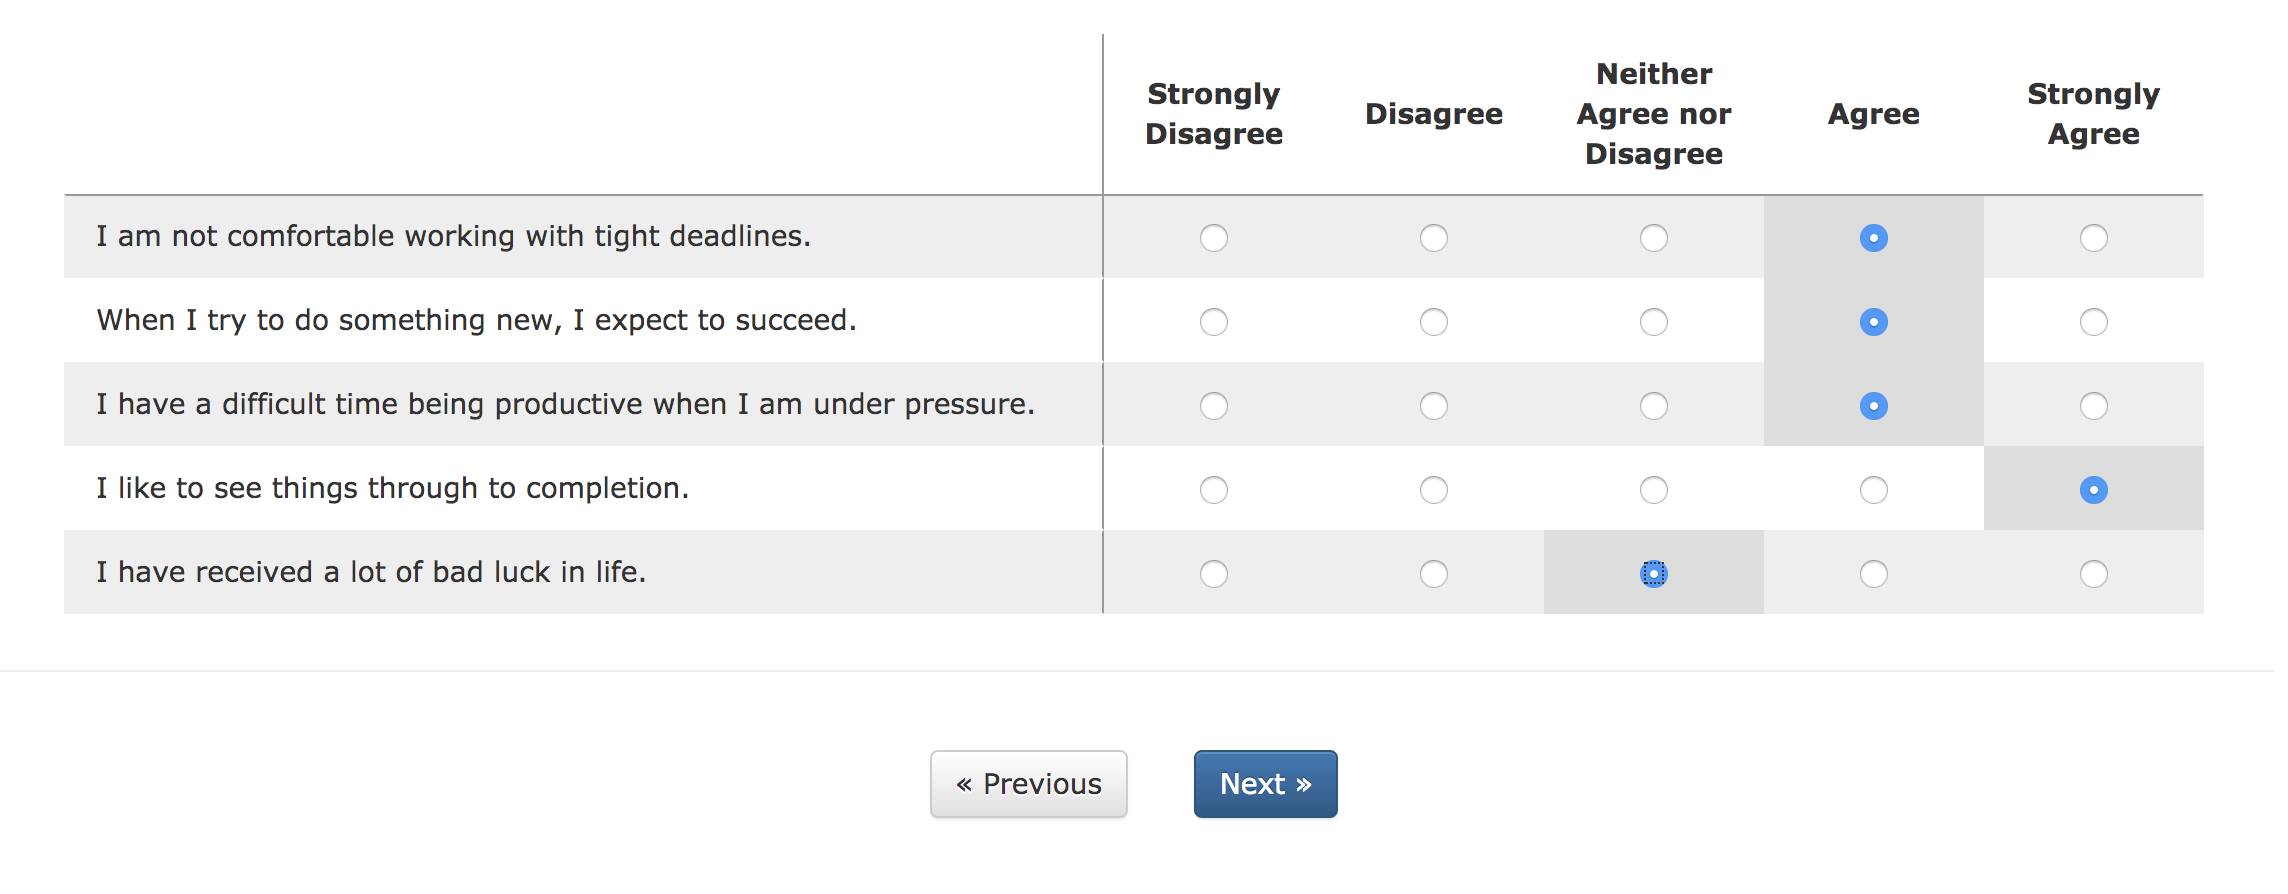 Strongly Disagree
Disagree
Neither Agree nor Disagree
Agree
Strongly Agree
I am not comfortable working with tight deadlines.
When I try to do something new, I expect to succeed.
I have a difficult time being productive when I am under pressure.
I like to see things through to completion.
I have received a lot of bad luck in life.
« Previous
Next »